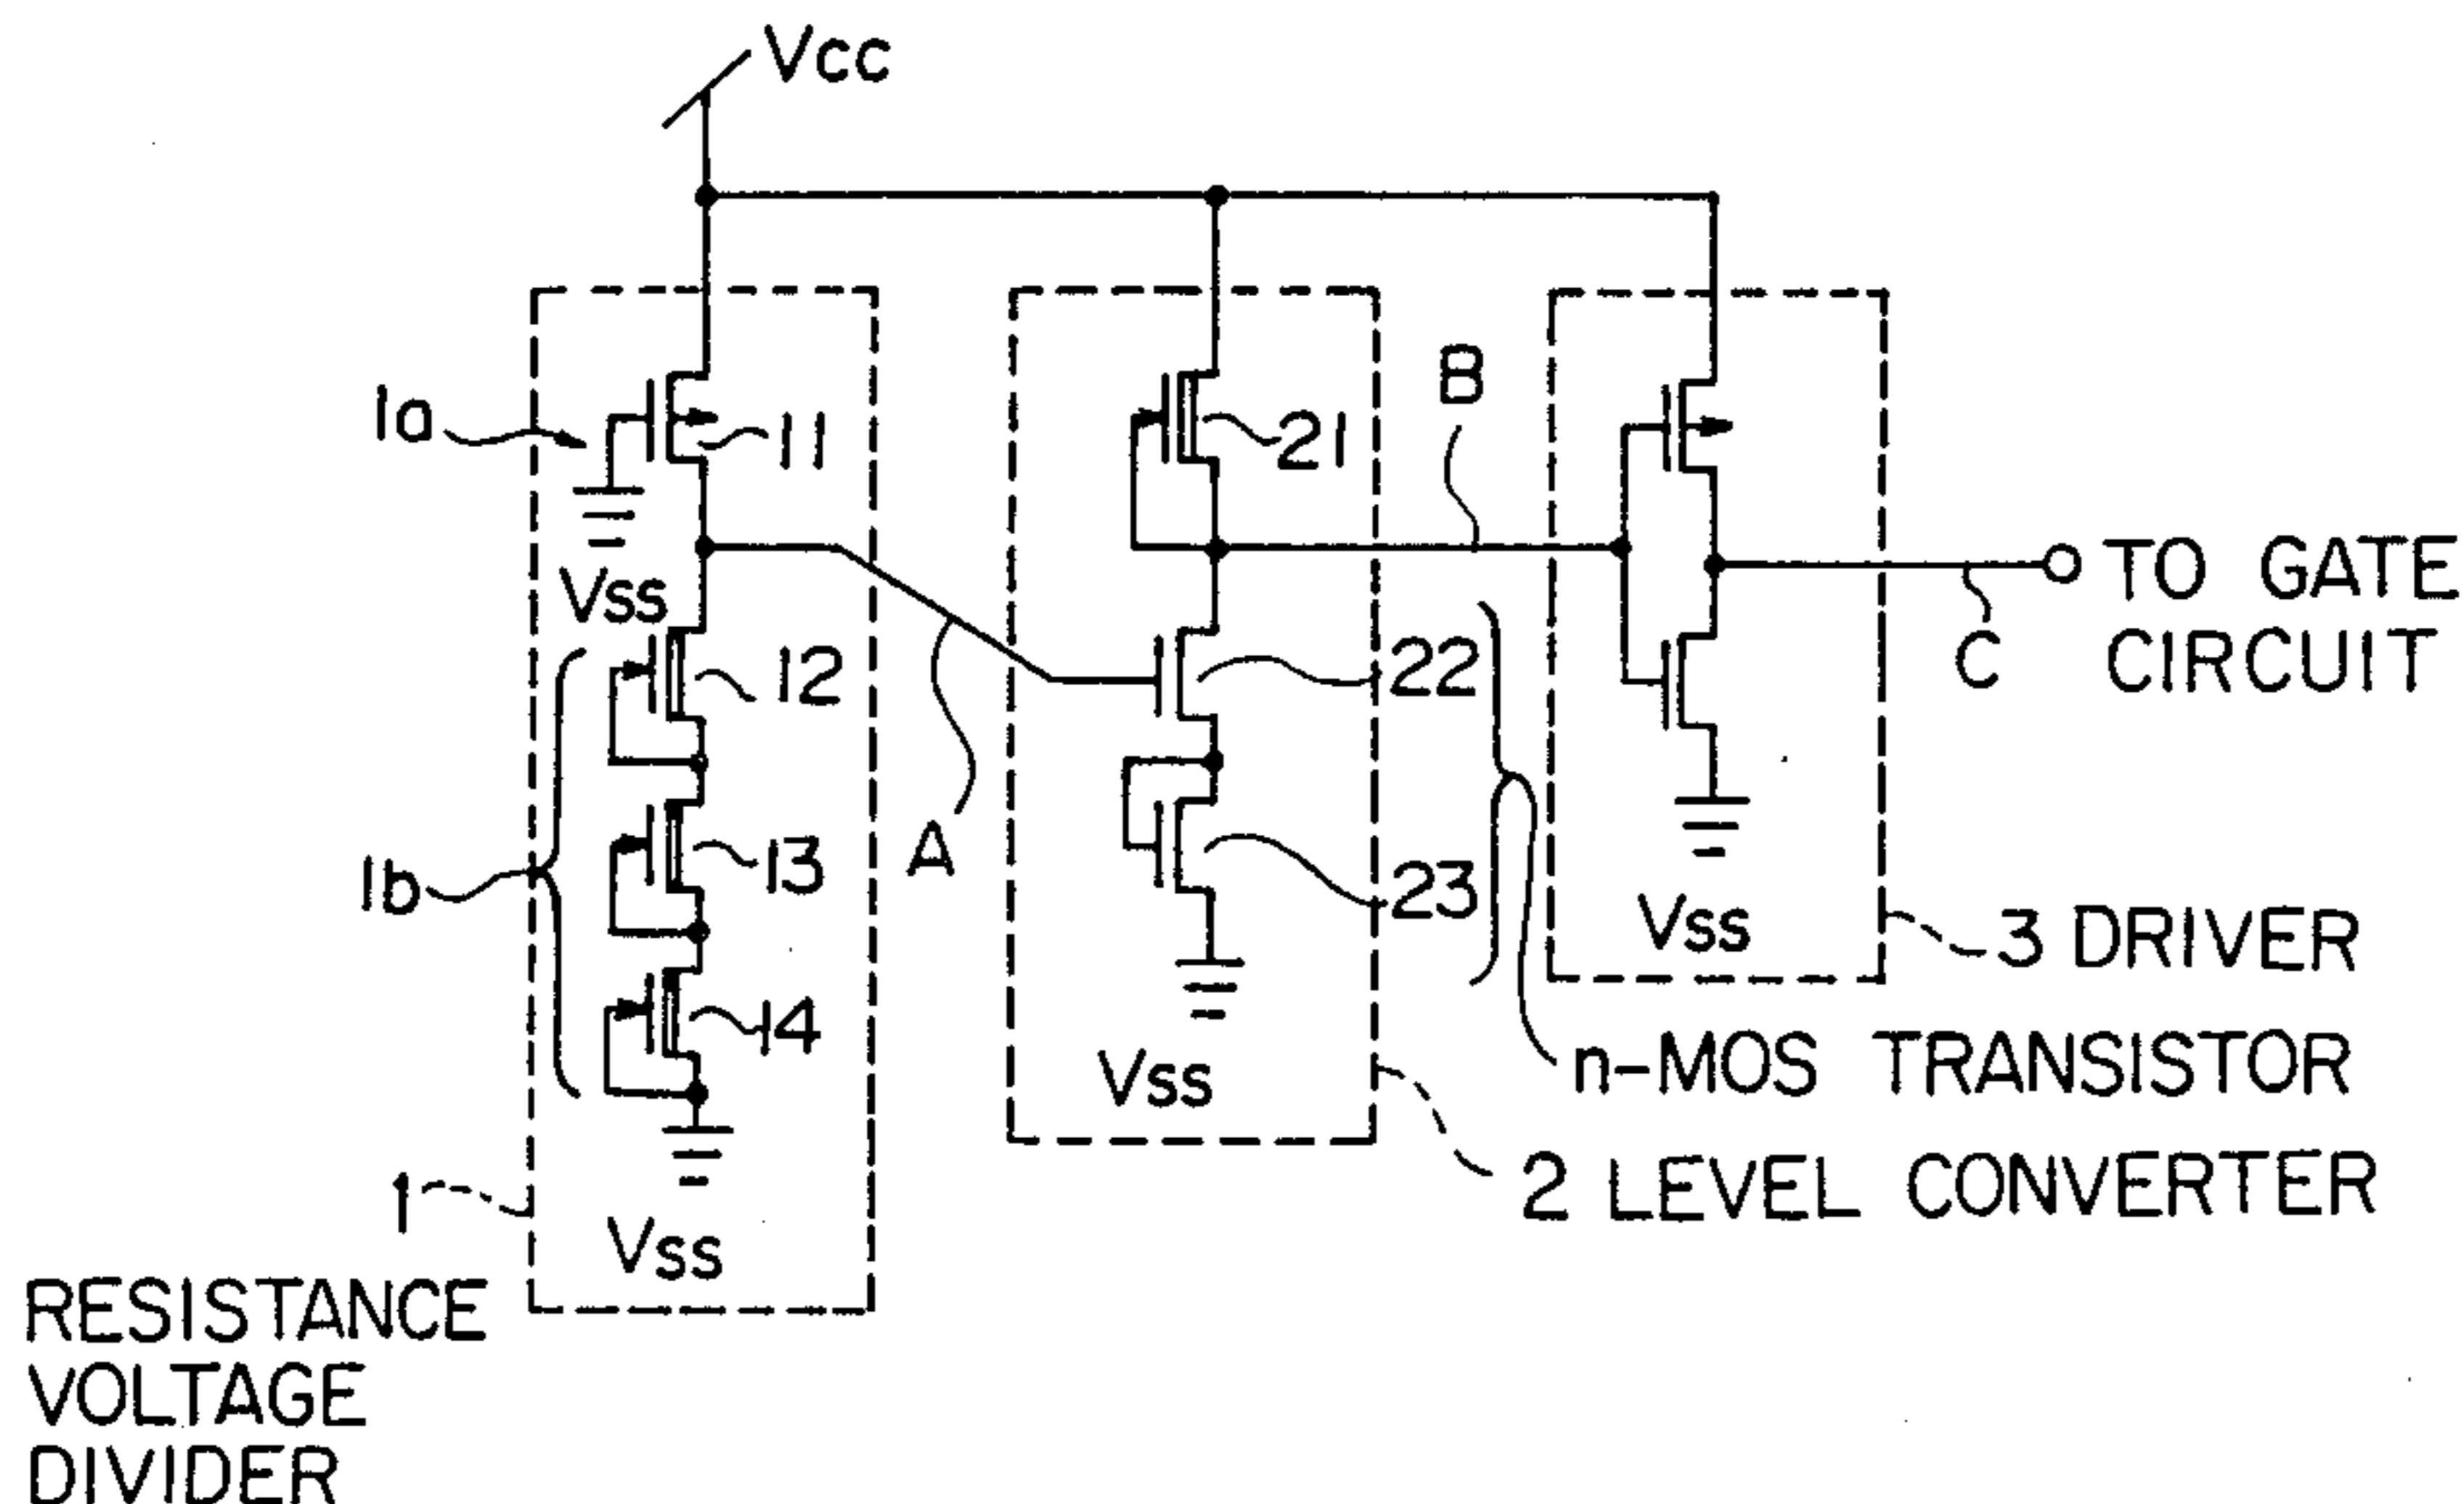 Vcc
1a
11
21
B
Vss
12
22
TO GATE
CIRCUIT
C
1b
13
A
23
Vss
3 DRIVER
14
Vss
n-MOS TRANSISTOR
1
Vss
2 LEVEL CONVERTER
RESISTANCE
VOLTAGE
DIVIDER